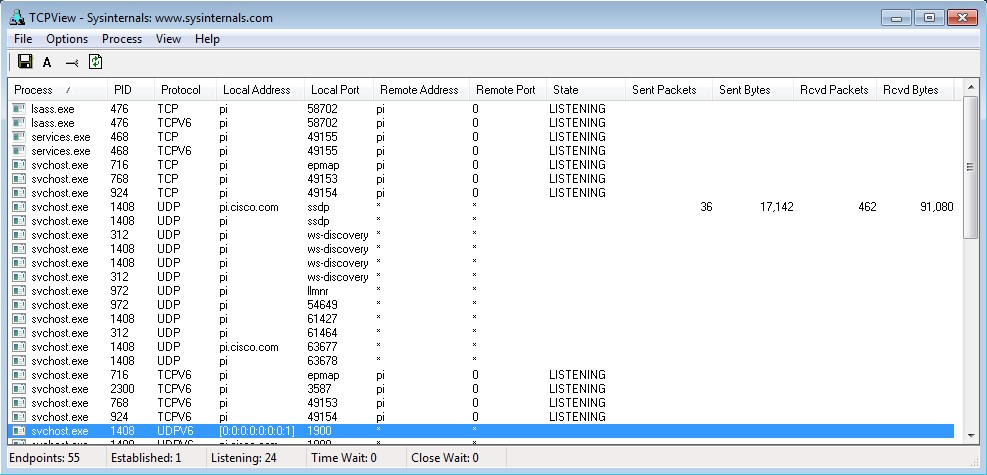 TCPView - Sysinternals: www.sysinternals.com
File Options Process View Help
A
Process / PID Protocol Local Address Local Port Remote Address Remote Port State Sent Packets Sent Bytes Rcvd Packets Rcvd Bytes
lsass.exe 476 TCP pi 58702 pi 0 LISTENING
lsass.exe 476 TCPV6 pi 58702 pi 0 LISTENING
services.exe 468 TCP pi 49155 pi 0 LISTENING
services.exe 468 TCPV6 pi 49155 pi 0 LISTENING
svchost.exe 716 TCP pi epmap pi 0 LISTENING
svchost.exe 768 TCP pi 49153 pi 0 LISTENING
svchost.exe 924 TCP pi 49154 pi 0 LISTENING
svchost.exe 1408 UDP pi.cisco.com ssdp * * 36 17,142 462 91,080
svchost.exe 1408 UDP pi ssdp * *
svchost.exe 312 UDP pi ws-discovery * *
svchost.exe 1408 UDP pi ws-discovery * *
svchost.exe 1408 UDP pi ws-discovery * *
svchost.exe 312 UDP pi ws-discovery * *
svchost.exe 972 UDP pi llmnr * *
svchost.exe 972 UDP pi 54649 * *
svchost.exe 1408 UDP pi 61427 * *
svchost.exe 312 UDP pi 61464 * *
svchost.exe 1408 UDP pi.cisco.com 63677 * *
svchost.exe 1408 UDP pi 63678 * *
svchost.exe 716 TCPV6 pi epmap pi 0 LISTENING
svchost.exe 2300 TCPV6 pi 3587 pi 0 LISTENING
svchost.exe 768 TCPV6 pi 49153 pi 0 LISTENING
svchost.exe 924 TCPV6 pi 49154 pi 0 LISTENING
svchost.exe 1408 UDPV6 [0:0:0:0:0:0:0:1] 1900 * *
Endpoints: 55 Established: 1 Listening: 24 Time Wait: 0 Close Wait: 0